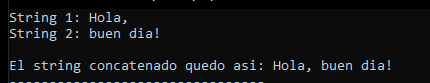 String 1: Hola,
String 2: buen dia!
El string concatenado quedo asi: Hola, buen dia!
--------------------------------